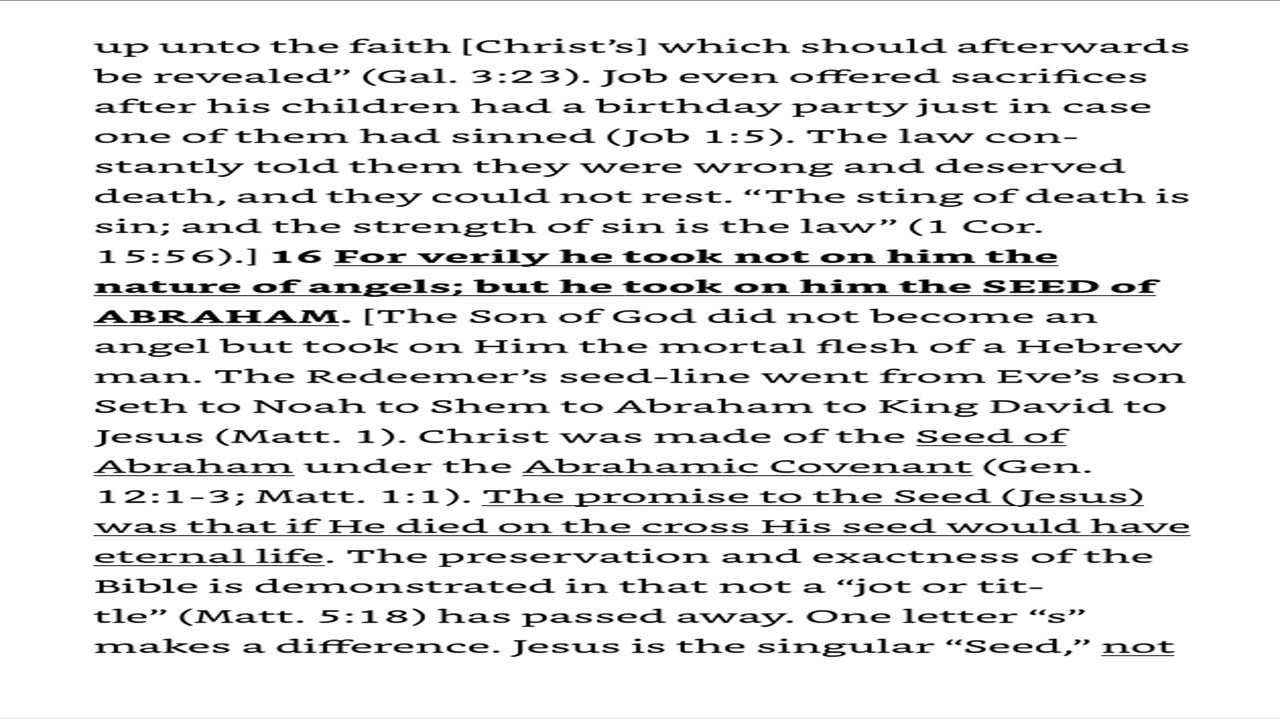 up unto the faith [Christ’s] which should afterwards
be revealed” (Gal. 3:23). Job even offered sacrifices
after his children had a birthday party just in case
one of them had sinned (Job 1:5). The law con-
stantly told them they were wrong and deserved
death, and they could not rest. “The sting of death is
sin; and the strength of sin is the law” (1 Cor.
15:56).] 16 For verily he took not on him the
nature of angels; but he took on him the SEED of
ABRAHAM. [The Son of God did not become an
angel but took on Him the mortal flesh of a Hebrew
man. The Redeemer’s seed-line went from Eve’s son
Seth to Noah to Shem to Abraham to King David to
Jesus (Matt. 1). Christ was made of the Seed of
Abraham under the Abrahamic Covenant (Gen.
12:1-3; Matt. 1:1). The promise to the Seed (Jesus)
was that if He died on the cross His seed would have
eternal life. The preservation and exactness of the
Bible is demonstrated in that not a “jot or tit-
tle” (Matt. 5:18) has passed away. One letter “s”
makes a difference. Jesus is the singular “Seed,” not